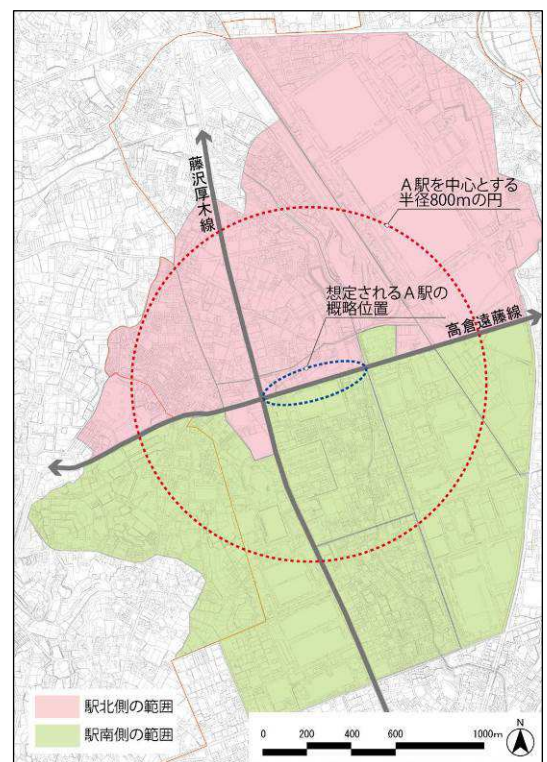 藤沢厚木線
A駅を中心とする
半径800mの円
想定されるA駅の
概略位置
高倉遠藤線
駅北側の範囲
駅南側の範囲
0 200 400 600 1000m
N